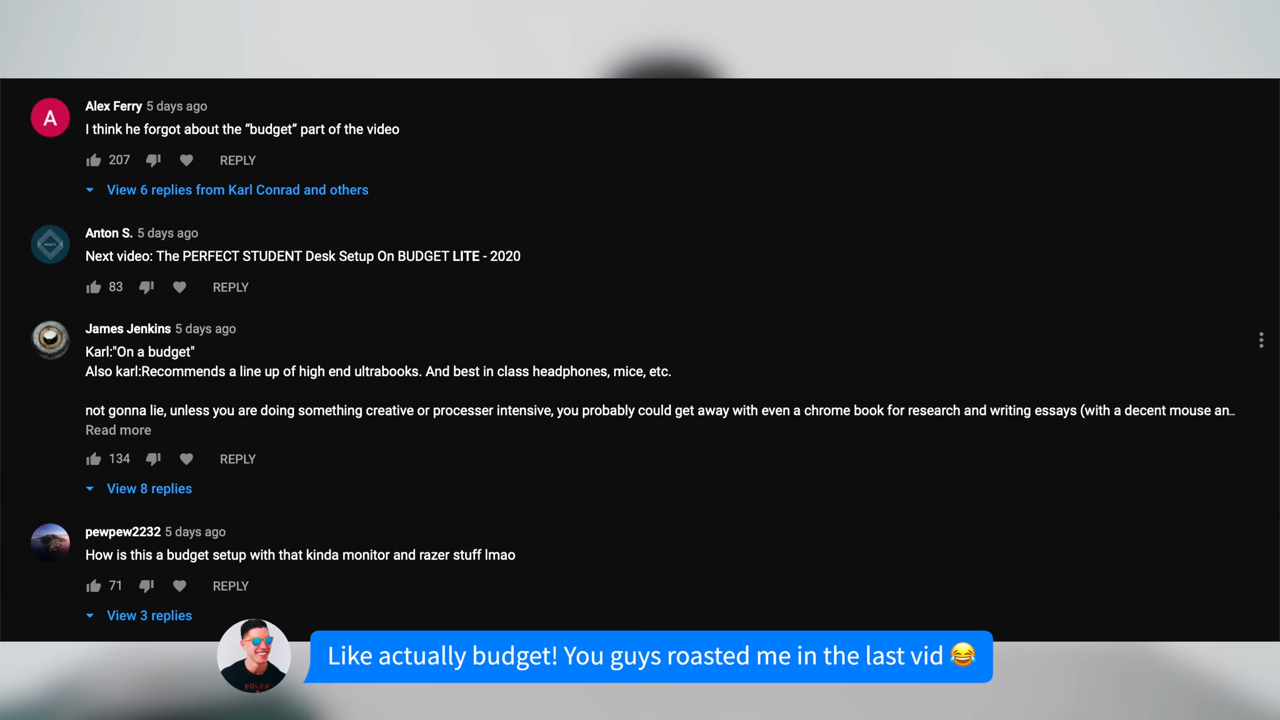 A
Alex Ferry 5 days ago
I think he forgot about the “budget” part of the video
207 REPLY
View 6 replies from Karl Conrad and others
Anton S. 5 days ago
Next video: The PERFECT STUDENT Desk Setup On BUDGET LITE - 2020
83 REPLY
James Jenkins 5 days ago
Karl:"On a budget"
Also karl:Recommends a line up of high end ultrabooks. And best in class headphones, mice, etc.
not gonna lie, unless you are doing something creative or processer intensive, you probably could get away with even a chrome book for research and writing essays (with a decent mouse an…
Read more
134 REPLY
View 8 replies
pewpew2232 5 days ago
How is this a budget setup with that kinda monitor and razer stuff lmao
71 REPLY
View 3 replies
Like actually budget! You guys roasted me in the last vid 😂